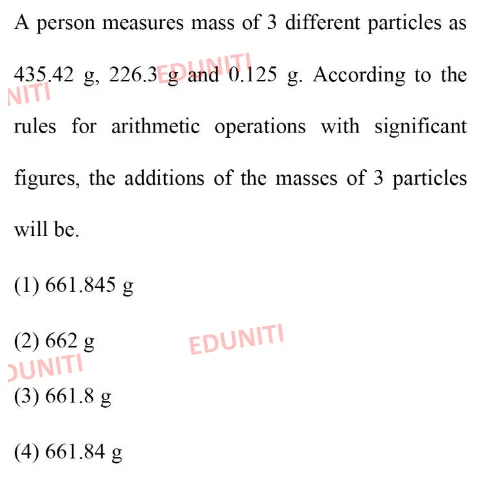 A person measures mass of 3 different particles as
435.42 g, 226.3 g and 0.125 g. According to the
rules for arithmetic operations with significant
figures, the additions of the masses of 3 particles
will be.
(1) 661.845 g
(2) 662 g
(3) 661.8 g
(4) 661.84 g
EDUNITI
UNITI
EDUNITI
DUNITI